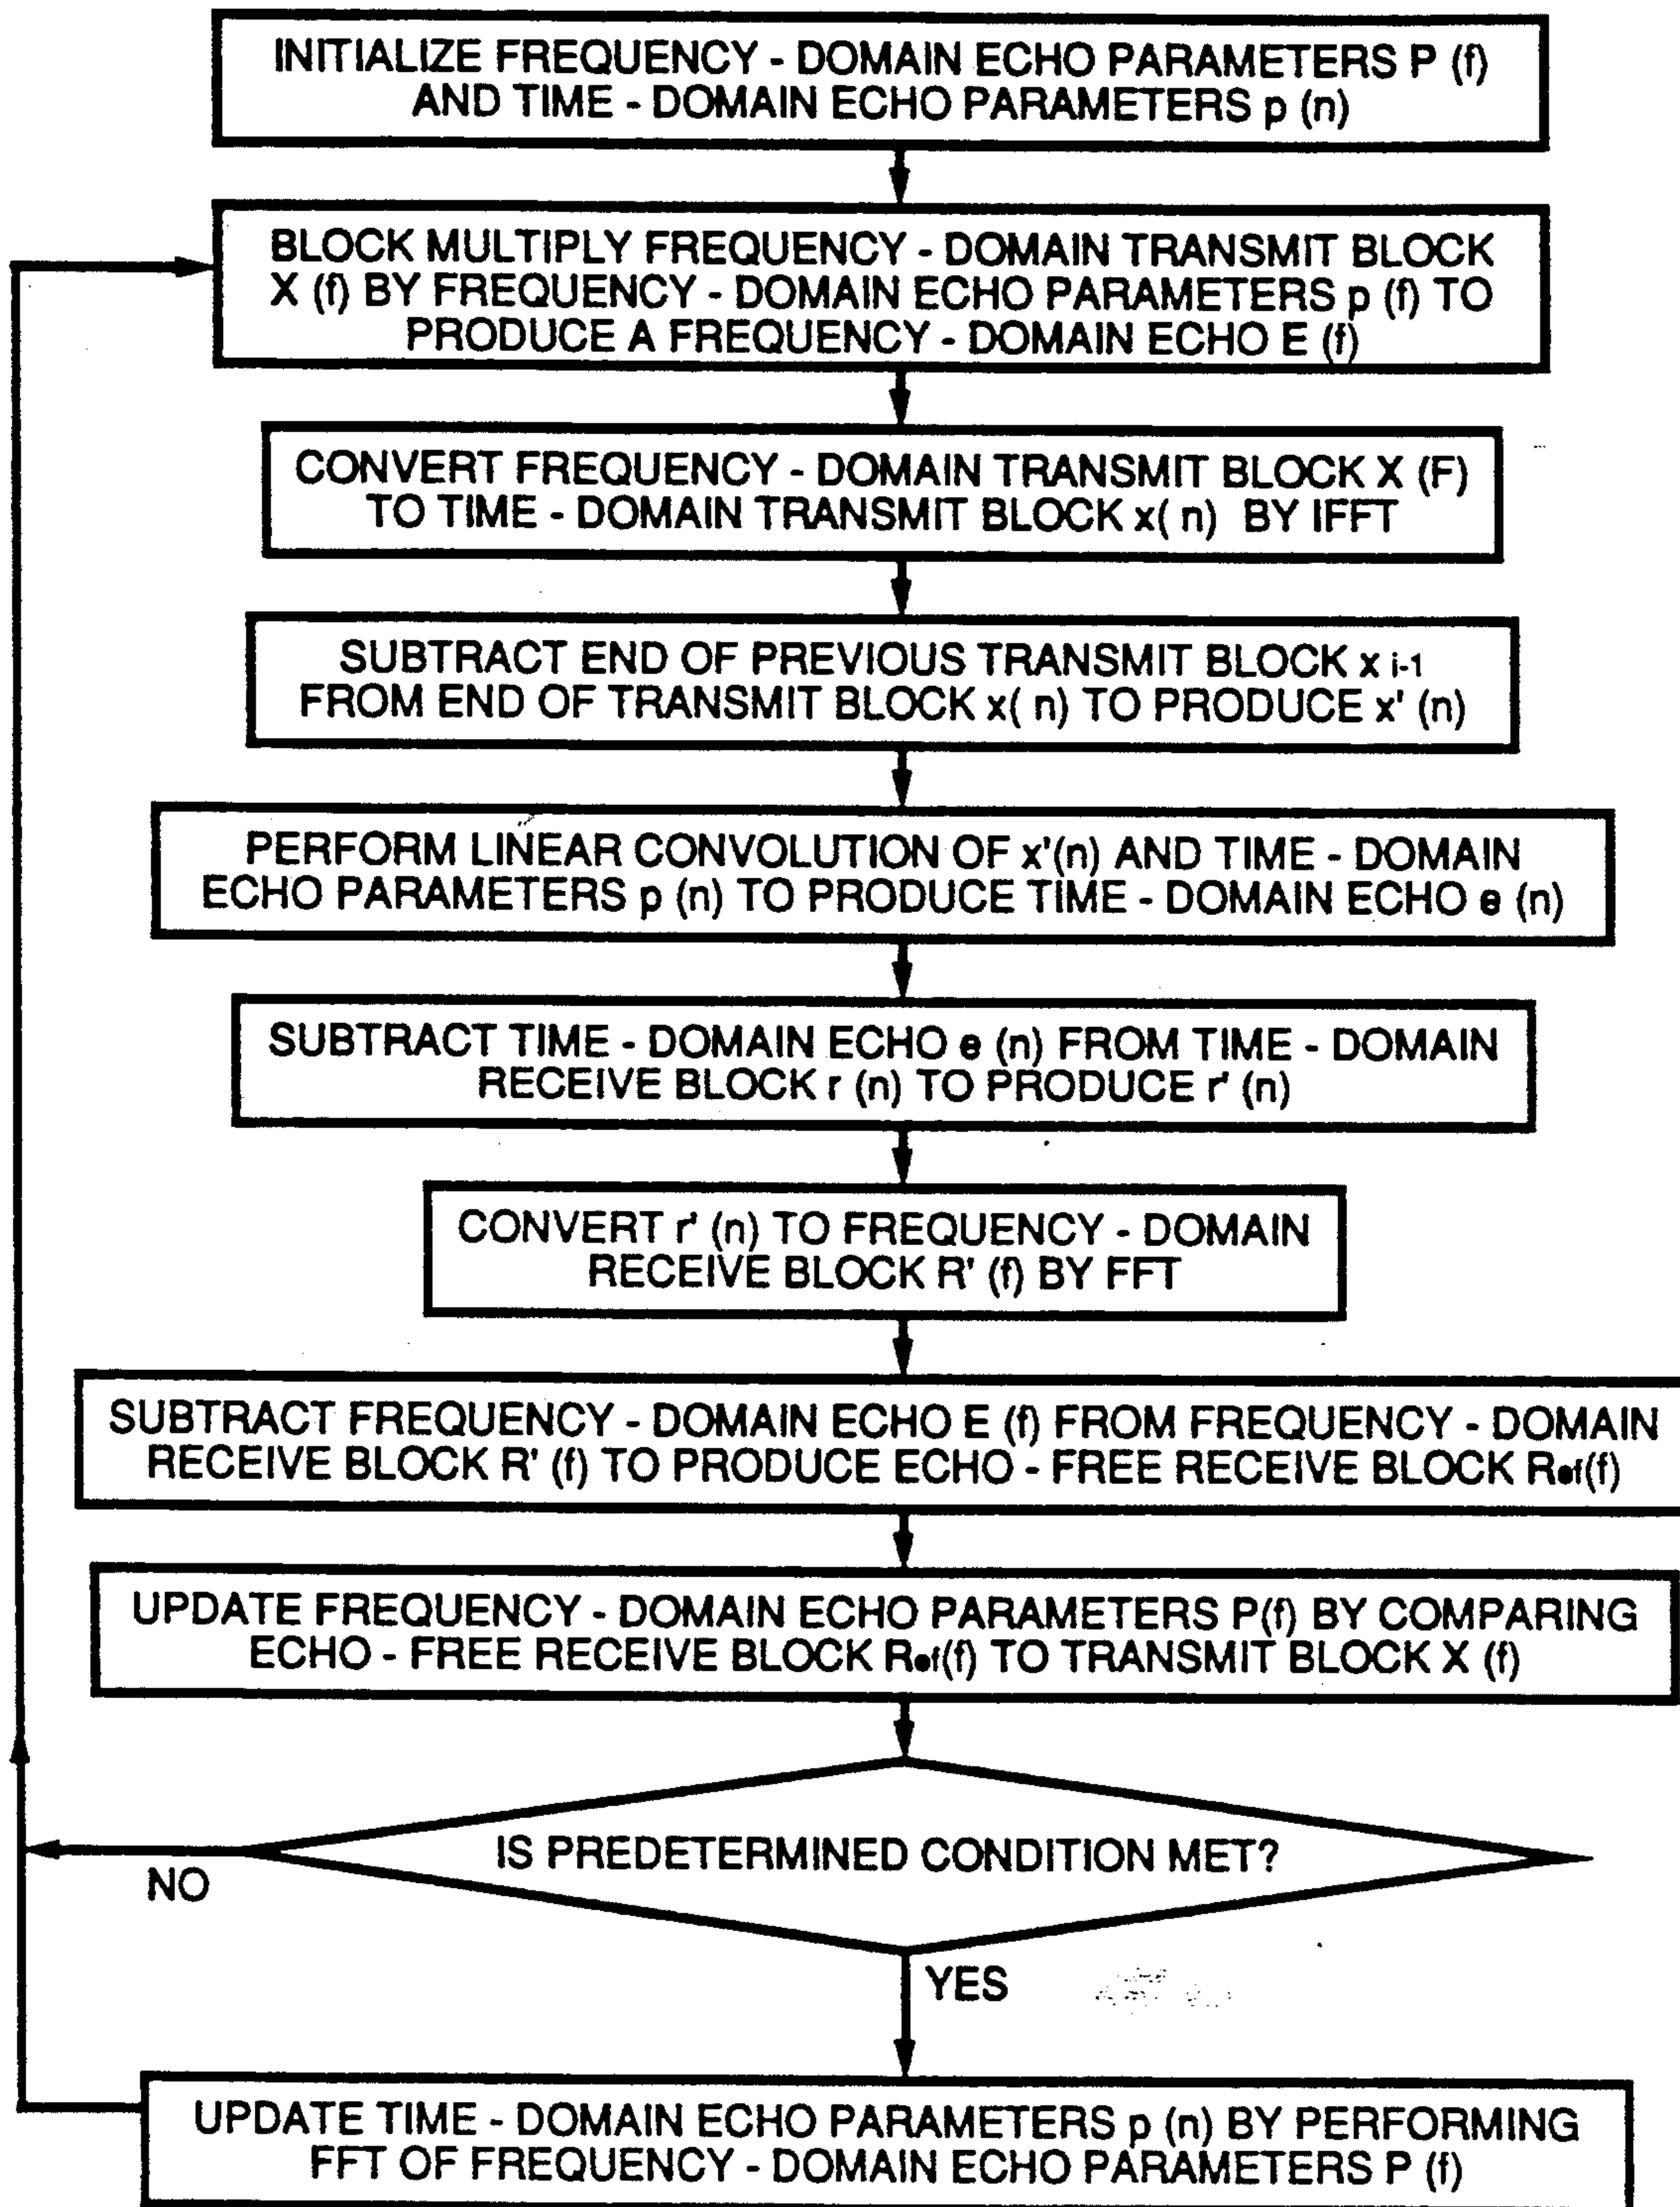 INITIALIZE FREQUENCY - DOMAIN ECHO PARAMETERS P (f)
AND TIME - DOMAIN ECHO PARAMETERS p (n)
BLOCK MULTIPLY FREQUENCY - DOMAIN TRANSMIT BLOCK
X (f) BY FREQUENCY - DOMAIN ECHO PARAMETERS p (f) TO
PRODUCE A FREQUENCY - DOMAIN ECHO E (f)
CONVERT FREQUENCY - DOMAIN TRANSMIT BLOCK X (F)
TO TIME - DOMAIN TRANSMIT BLOCK x( n) BY IFFT
SUBTRACT END OF PREVIOUS TRANSMIT BLOCK x i-1
FROM END OF TRANSMIT BLOCK x( n) TO PRODUCE x' (n)
PERFORM LINEAR CONVOLUTION OF x'(n) AND TIME - DOMAIN
ECHO PARAMETERS p (n) TO PRODUCE TIME - DOMAIN ECHO e (n)
SUBTRACT TIME - DOMAIN ECHO e (n) FROM TIME - DOMAIN
RECEIVE BLOCK r (n) TO PRODUCE r' (n)
CONVERT r' (n) TO FREQUENCY - DOMAIN
RECEIVE BLOCK R' (f) BY FFT
SUBTRACT FREQUENCY - DOMAIN ECHO E (f) FROM FREQUENCY - DOMAIN
RECEIVE BLOCK R' (f) TO PRODUCE ECHO - FREE RECEIVE BLOCK Ref(f)
UPDATE FREQUENCY - DOMAIN ECHO PARAMETERS P(f) BY COMPARING
ECHO - FREE RECEIVE BLOCK Ref(f) TO TRANSMIT BLOCK X (f)
IS PREDETERMINED CONDITION MET?
NO
YES
UPDATE TIME - DOMAIN ECHO PARAMETERS p (n) BY PERFORMING
FFT OF FREQUENCY - DOMAIN ECHO PARAMETERS P (f)